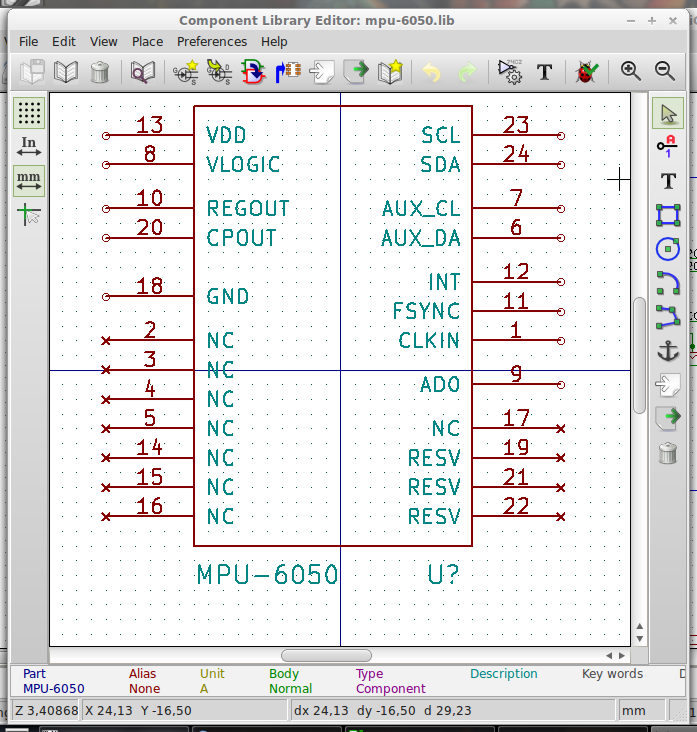 Component Library Editor: mpu-6050.lib
File Edit View Place Preferences Help
7402
T
In
mm
A
1
T
13 VDD SCL 23
8 VLOGIC SDA 24
10 REGOUT AUX_CL 7
20 CPOUT AUX_DA 6
INT 12
18 GND FSYNC 11
2 NC CLKIN 1
3 NC
4 NC AD0 9
5 NC NC 17
14 NC RESV 19
15 NC RESV 21
16 NC RESV 22
MPU-6050 U?
Part Alias Unit Body Type Description Key words D
MPU-6050 None A Normal Component
Z 3,40868 X 24,13 Y -16,50 dx 24,13 dy -16,50 d 29,23 mm